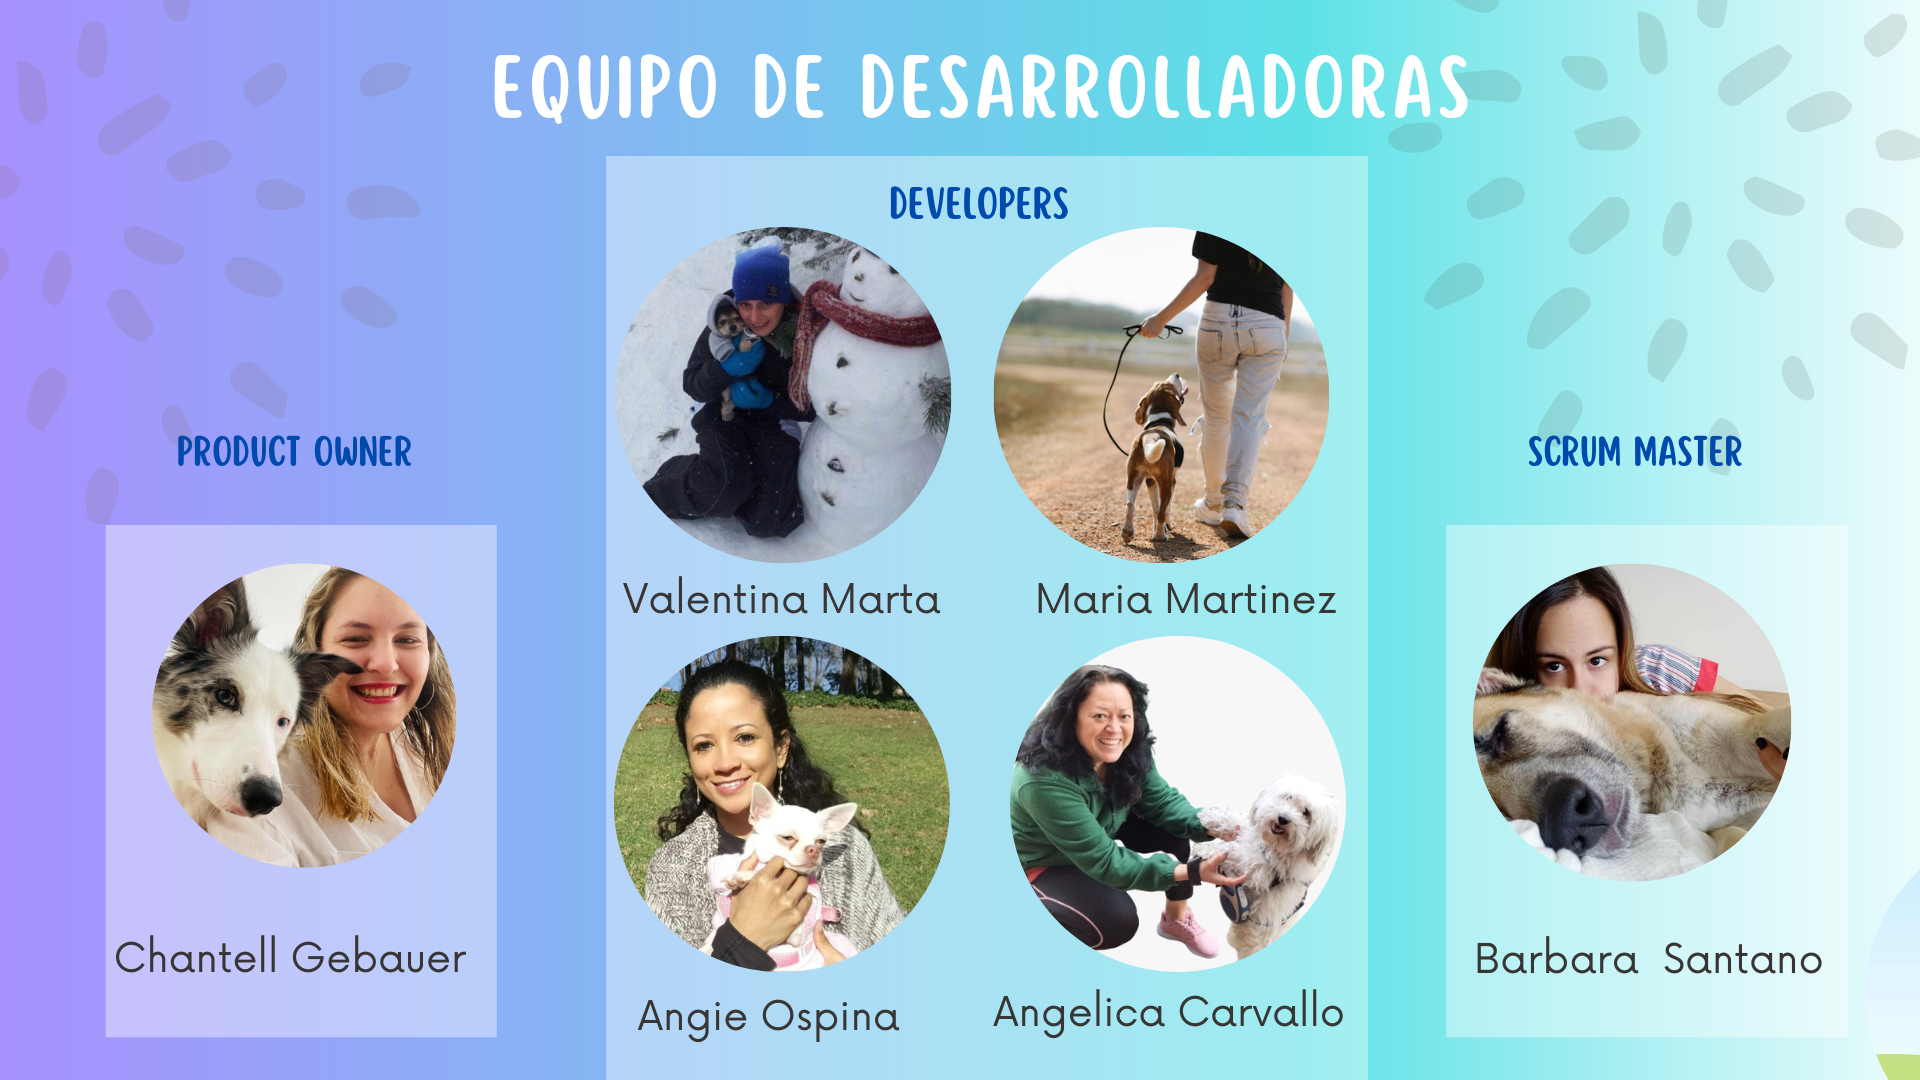 EQUIPO DE DESARROLLADORAS
DEVELOPERS
PRODUCT OWNER
SCRUM MASTER
Valentina Marta
Maria Martinez
Chantell Gebauer
Barbara Santano
Angie Ospina
Angelica Carvallo